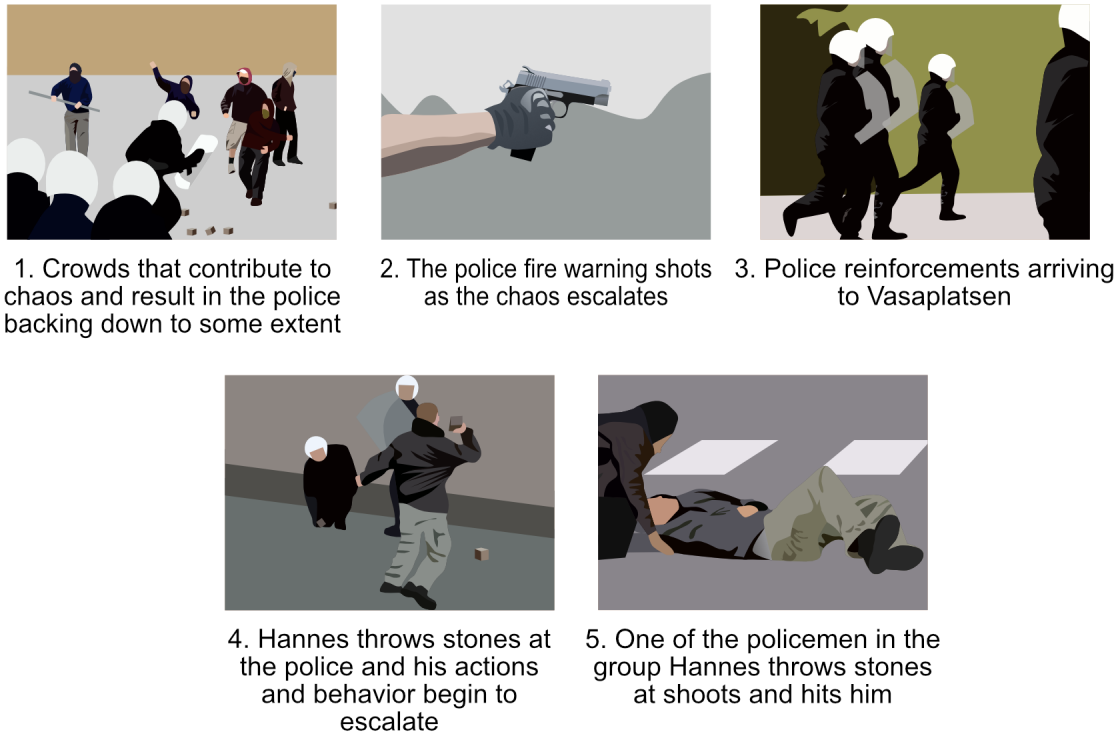 1. Crowds that contribute to
chaos and result in the police
backing down to some extent
2. The police fire warning shots
as the chaos escalates
3. Police reinforcements arriving
to Vasaplatsen
4. Hannes throws stones at
the police and his actions
and behavior begin to
escalate
5. One of the policemen in the
group Hannes throws stones
at shoots and hits him